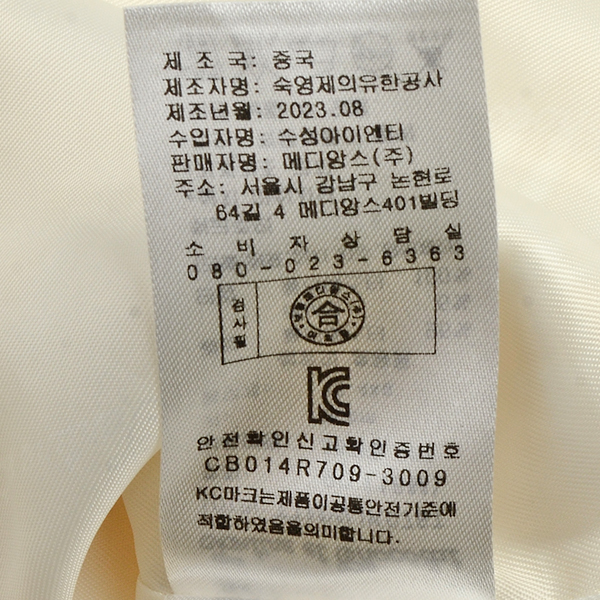 제 조 국: 중국
제조자명: 숙영제의유한공사
제조년월: 2023.08
수입자명: 수성아이엔티
판매자명: 메디앙스(주)
주소: 서울시 강남구 논현로
64길 4 메디앙스401빌딩
소 비 자 상 담 실
080-023-6363
검사필
合
KC
안전확인신고확인증번호
CB014R709-3009
KC마크는제품이공통안전기준에
적합하였음을의미합니다.